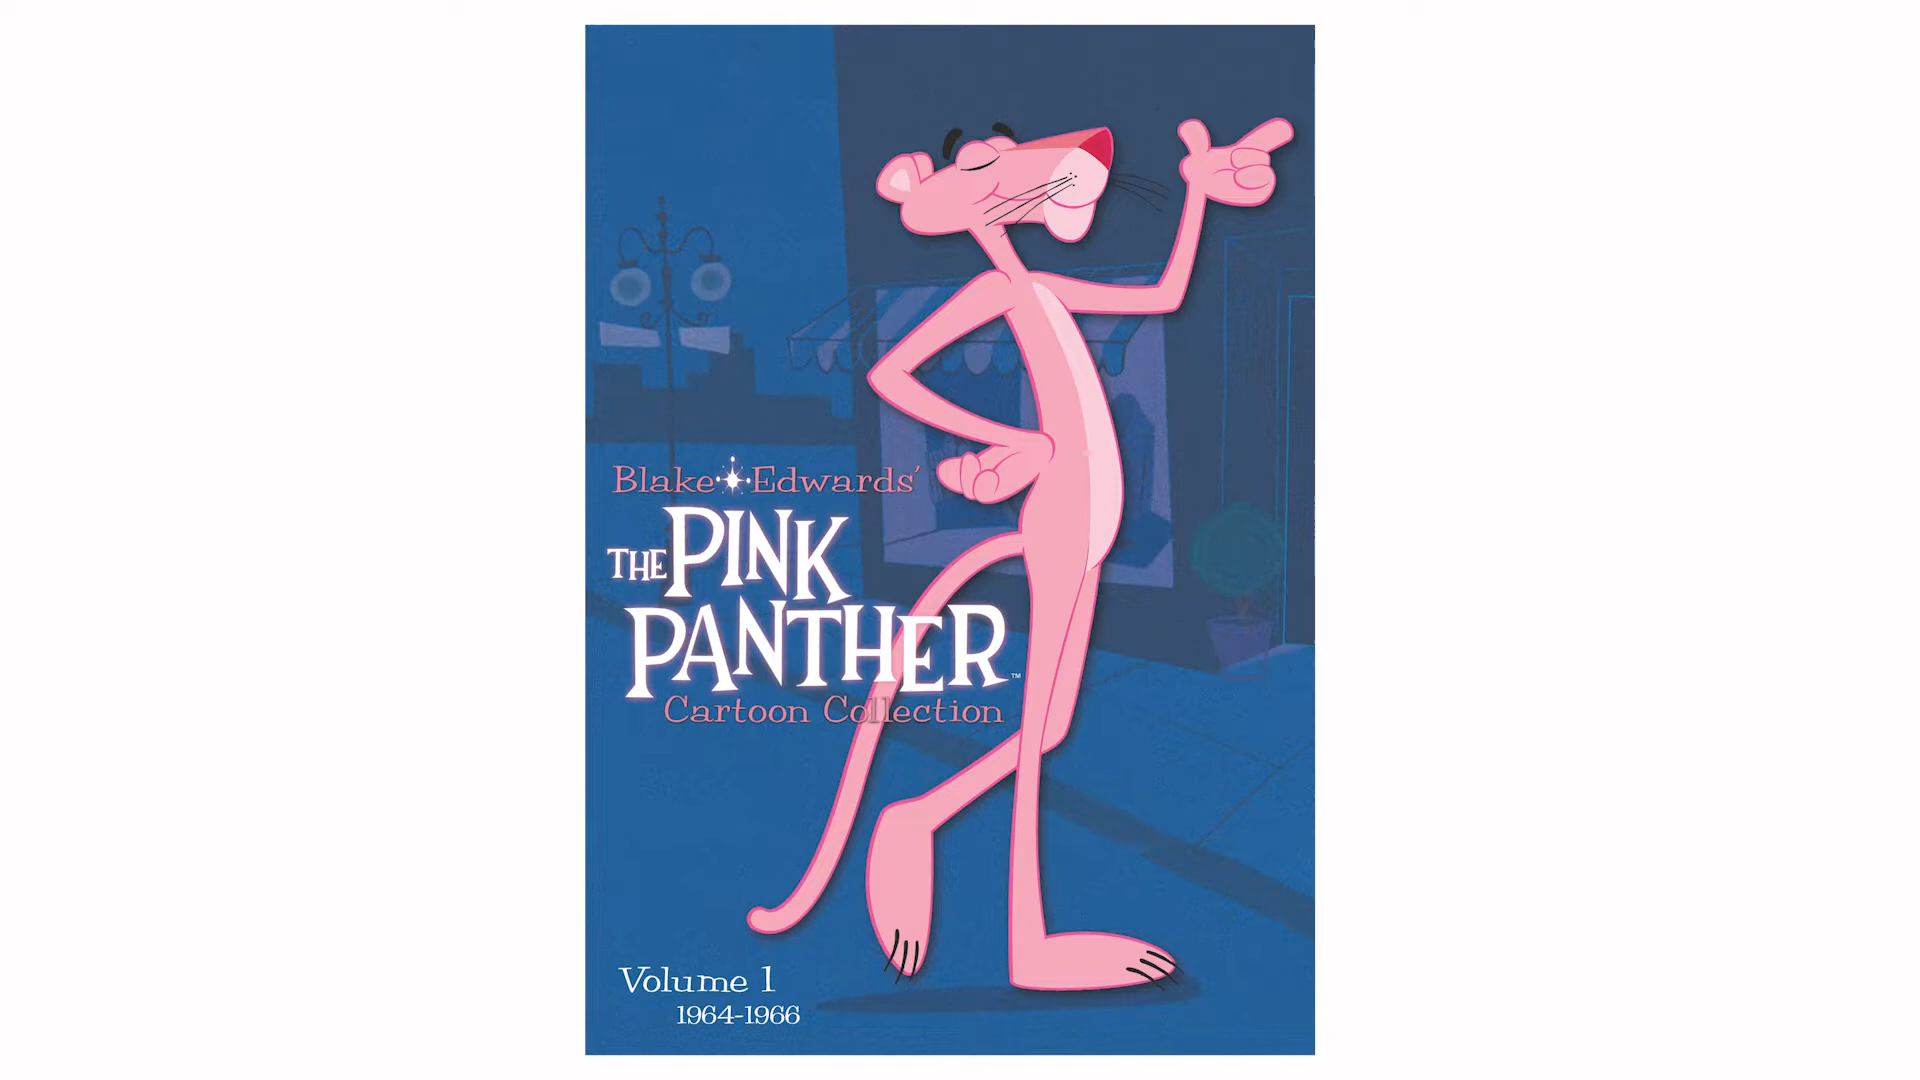 Blake Edwards'
THE PINK
PANTHER™
Cartoon Collection
Volume 1
1964-1966